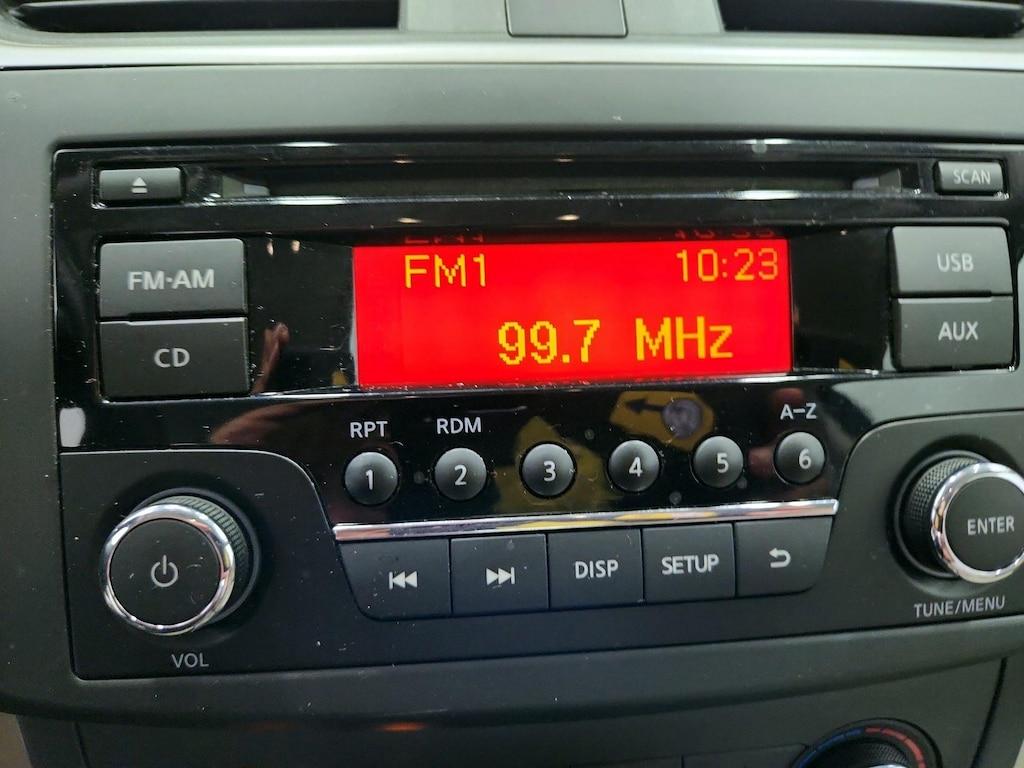 SCAN
FM-AM
FM1 10:23
USB
99.7 MHz
CD
AUX
RPT RDM A-Z
1 2 3 4 5 6
ENTER
DISP SETUP
TUNE/MENU
VOL